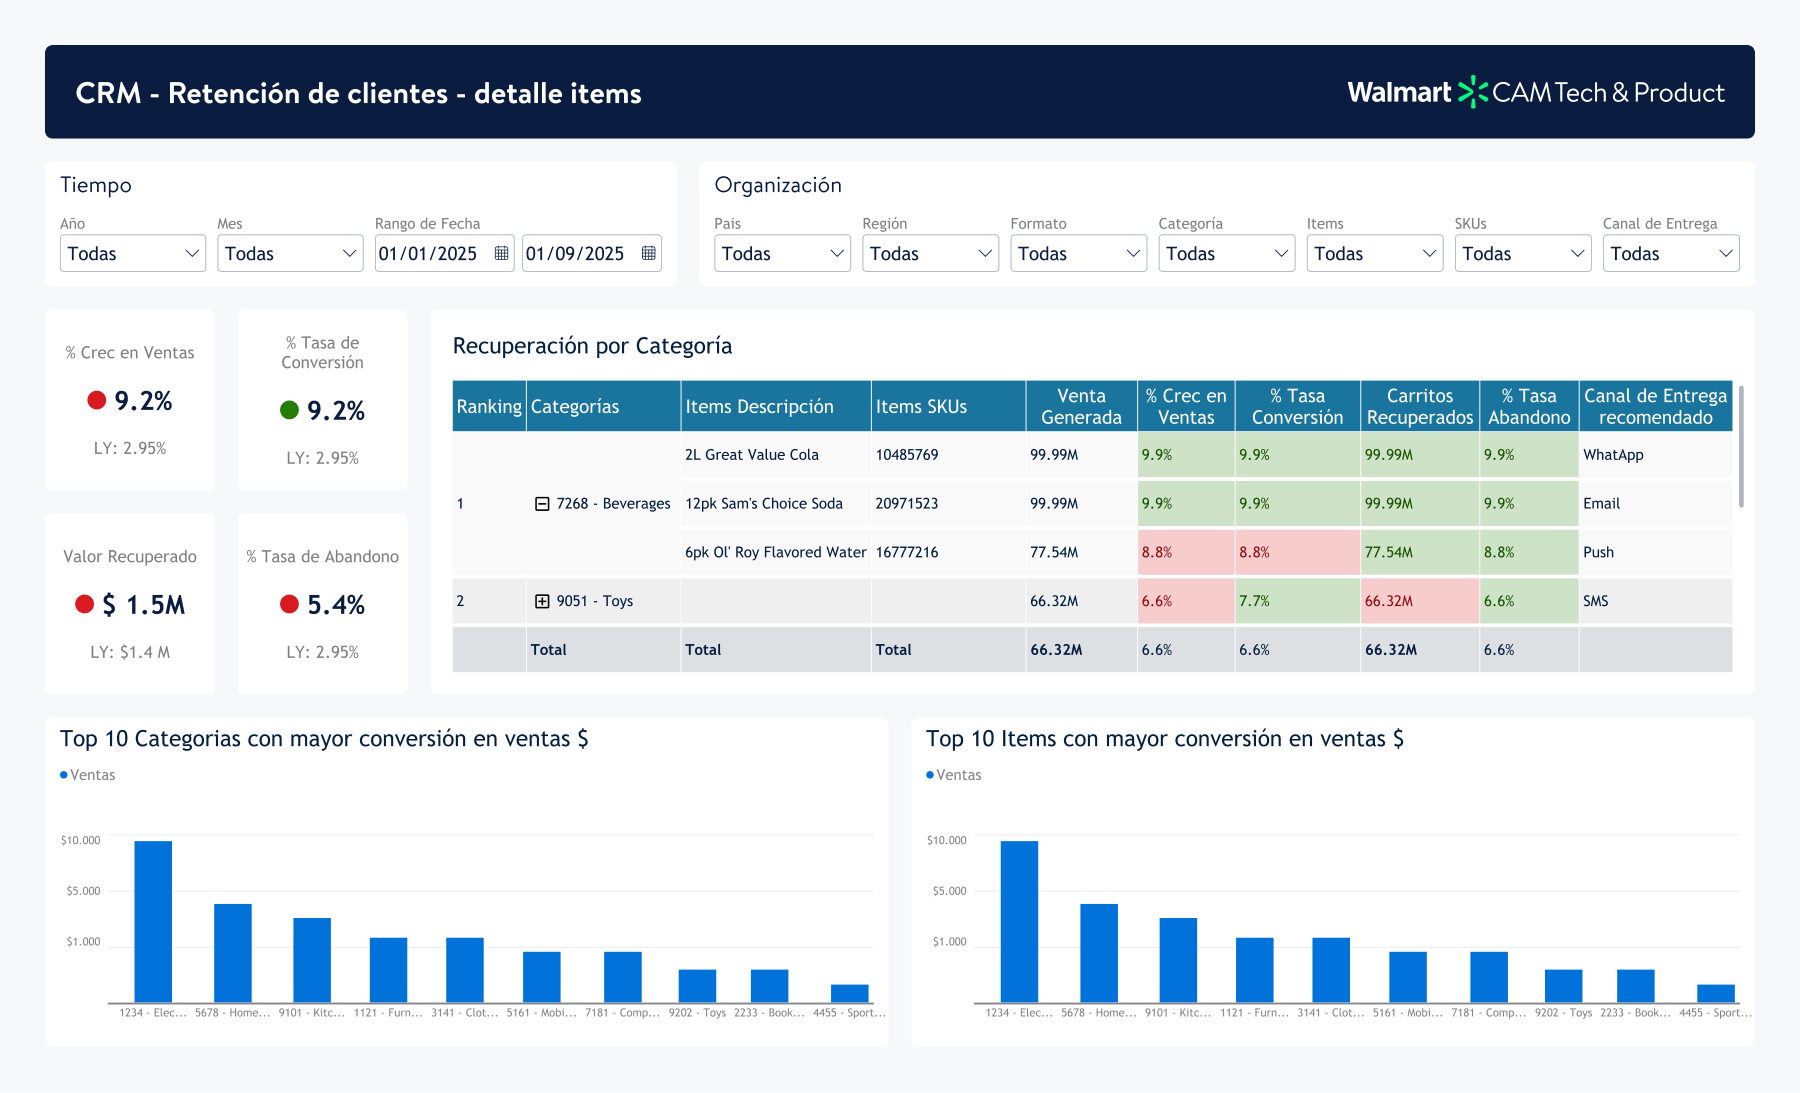 CRM - Retención de clientes - detalle items
Walmart CAM Tech & Product
Tiempo
Año
Mes
Rango de Fecha
Todas
Todas
01/01/2025
01/09/2025
Organización
Pais
Región
Formato
Categoría
Items
SKUs
Canal de Entrega
Todas
Todas
Todas
Todas
Todas
Todas
Todas
% Crec en Ventas
9.2%
LY: 2.95%
% Tasa de
Conversión
9.2%
LY: 2.95%
Valor Recuperado
$ 1.5M
LY: $1.4 M
% Tasa de Abandono
5.4%
LY: 2.95%
Recuperación por Categoría
Ranking Categorías Items Descripción Items SKUs Venta Generada % Crec en Ventas % Tasa Conversión Carritos Recuperados % Tasa Abandono Canal de Entrega recomendado
2L Great Value Cola 10485769 99.99M 9.9% 9.9% 99.99M 9.9% WhatApp
1 7268 - Beverages 12pk Sam's Choice Soda 20971523 99.99M 9.9% 9.9% 99.99M 9.9% Email
6pk Ol' Roy Flavored Water 16777216 77.54M 8.8% 8.8% 77.54M 8.8% Push
2 9051 - Toys 66.32M 6.6% 7.7% 66.32M 6.6% SMS
Total Total Total 66.32M 6.6% 6.6% 66.32M 6.6%
Top 10 Categorias con mayor conversión en ventas $
Ventas
$10.000
$5.000
$1.000
1234 - Elec... 5678 - Home... 9101 - Kitc... 1121 - Furn... 3141 - Clot... 5161 - Mobi... 7181 - Comp... 9202 - Toys 2233 - Book... 4455 - Sport...
Top 10 Items con mayor conversión en ventas $
Ventas
$10.000
$5.000
$1.000
1234 - Elec... 5678 - Home... 9101 - Kitc... 1121 - Furn... 3141 - Clot... 5161 - Mobi... 7181 - Comp... 9202 - Toys 2233 - Book... 4455 - Sport...